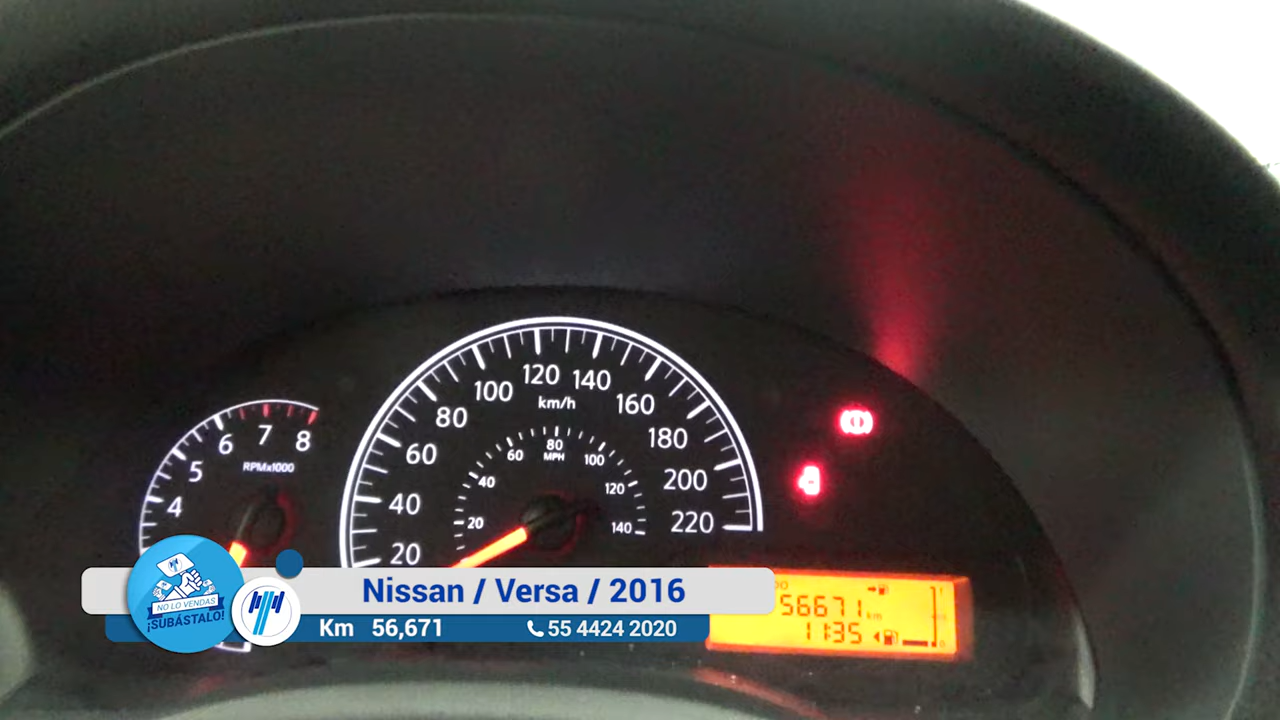 120 140
100
km/h
160
80
180
60
200
40
220
20
80
MPH
60
100
40
120
20
140
7
6
8
5
RPMx1000
4
56671 km
11:35
Nissan / Versa / 2016
NO LO VENDAS
¡SUBÁSTALO!
Km 56,671
55 4424 2020